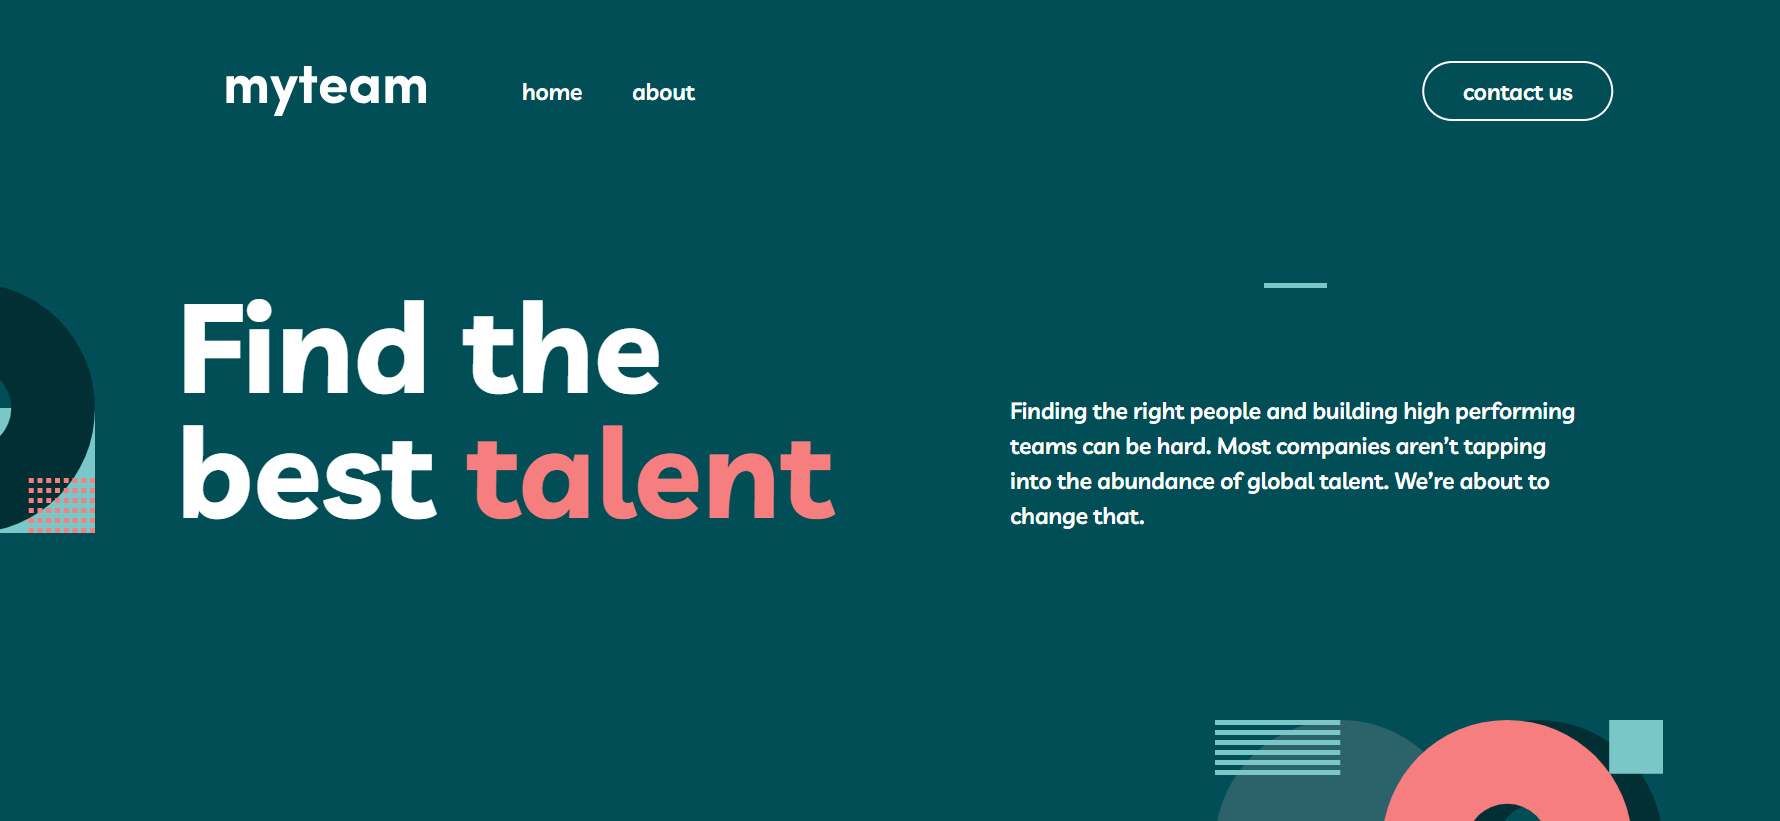 myteam
home
about
contact us
Find the
best talent
Finding the right people and building high performing
teams can be hard. Most companies aren’t tapping
into the abundance of global talent. We’re about to
change that.